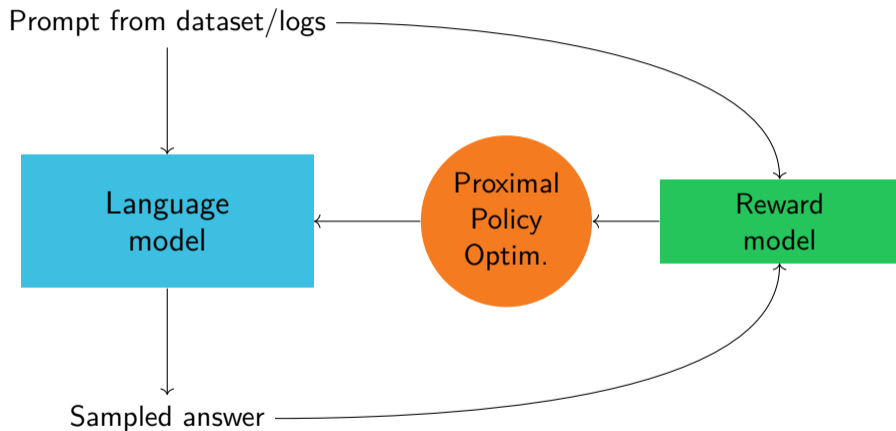 Prompt from dataset/logs
Language
model
Proximal
Policy
Optim.
Reward
model
Sampled answer